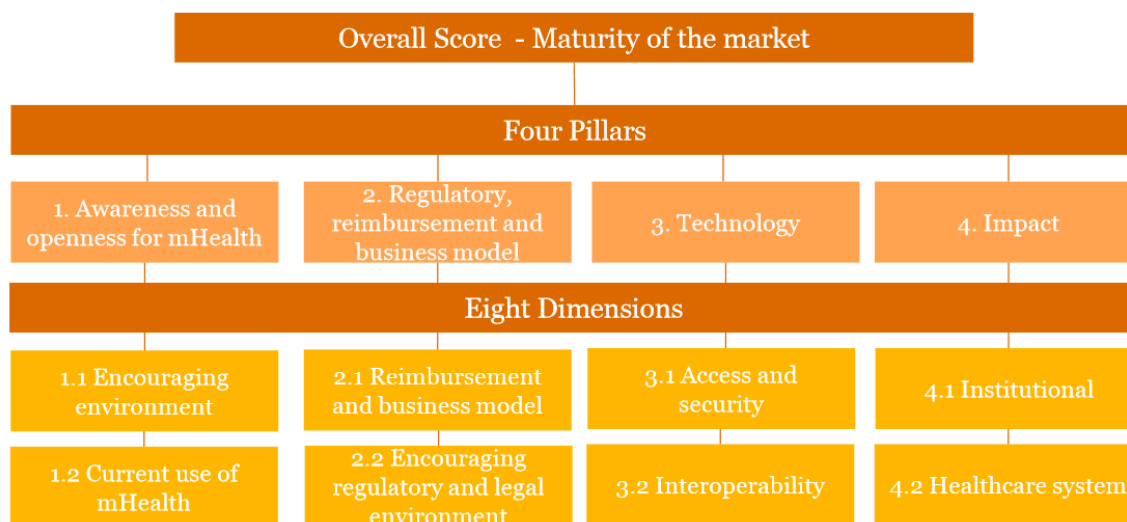 Overall Score - Maturity of the market
Four Pillars
1. Awareness and
openness for mHealth
2. Regulatory,
reimbursement and
business model
3. Technology
4. Impact
Eight Dimensions
1.1 Encouraging
environment
2.1 Reimbursement
and business model
3.1 Access and
security
4.1 Institutional
1.2 Current use of
mHealth
2.2 Encouraging
regulatory and legal
environment
3.2 Interoperability
4.2 Healthcare system